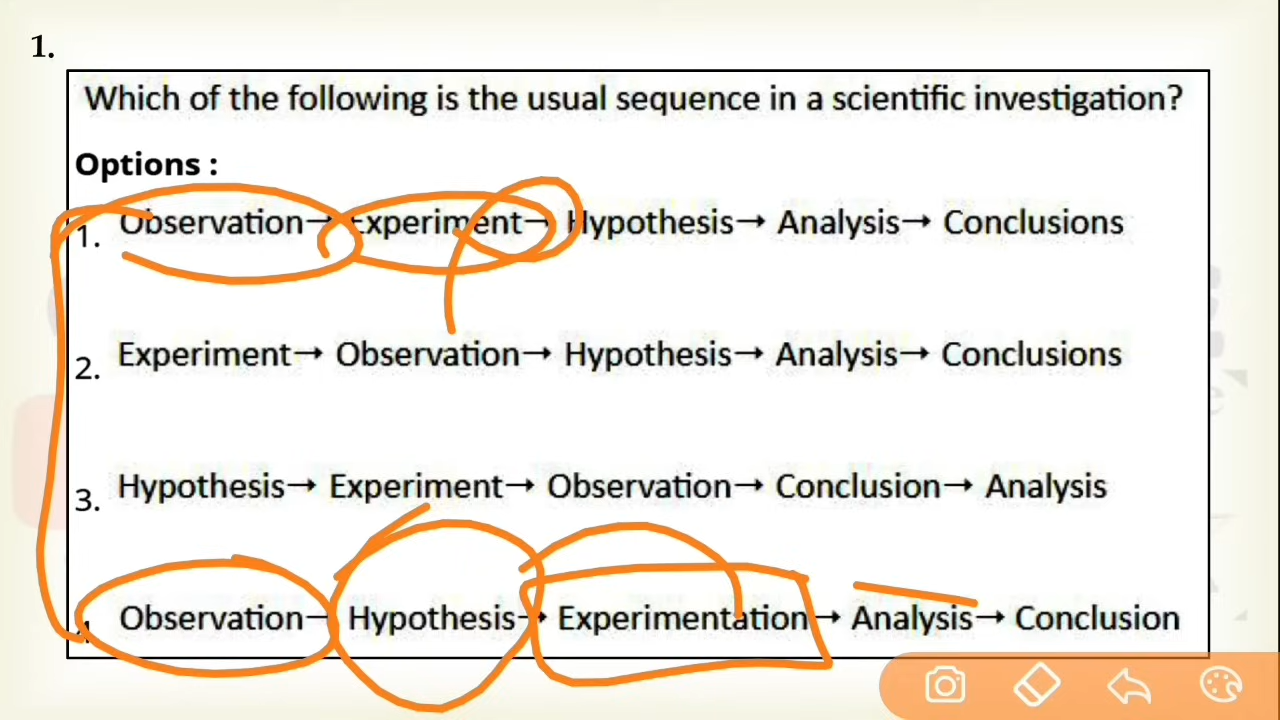 1.
Which of the following is the usual sequence in a scientific investigation?
Options :
1. Observation→ Experiment→ Hypothesis→ Analysis→ Conclusions
2. Experiment→ Observation→ Hypothesis→ Analysis→ Conclusions
3. Hypothesis→ Experiment→ Observation→ Conclusion→ Analysis
4. Observation→ Hypothesis→ Experimentation→ Analysis→ Conclusion